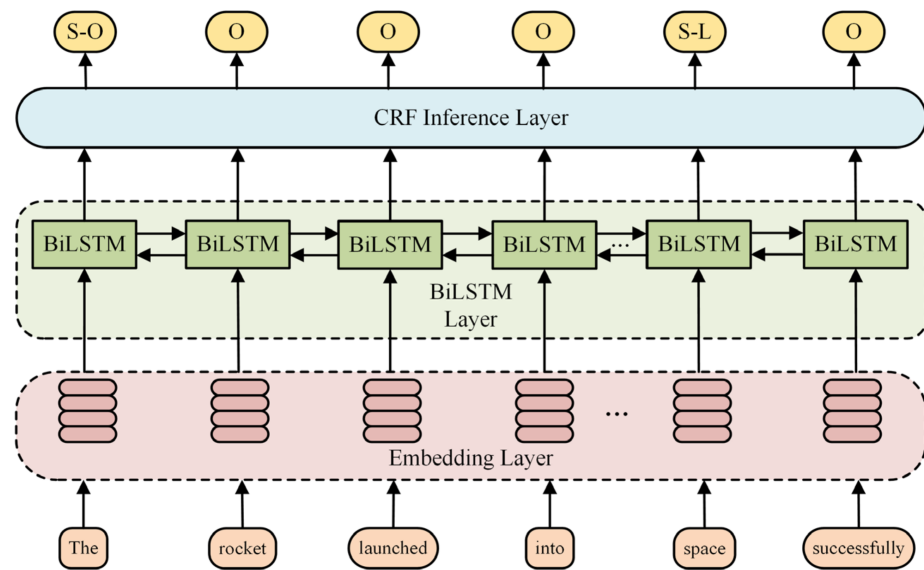 S-O O O O S-L O
CRF Inference Layer
BiLSTM BiLSTM BiLSTM BiLSTM ... BiLSTM BiLSTM
BiLSTM
Layer
...
Embedding Layer
The rocket launched into space successfully